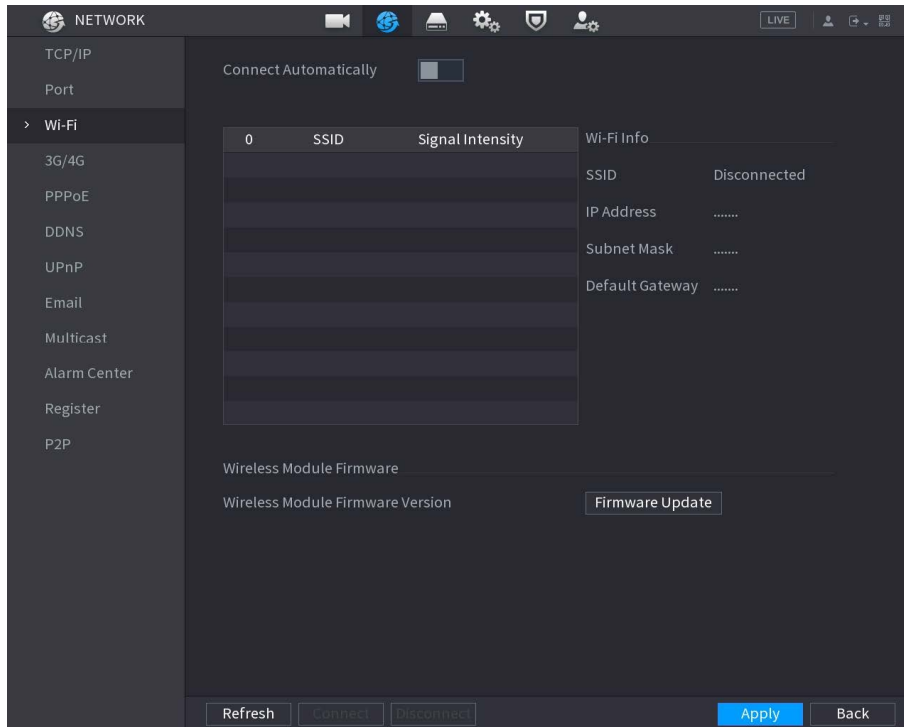 NETWORK
LIVE
TCP/IP
Port
> Wi-Fi
3G/4G
PPPoE
DDNS
UPnP
Email
Multicast
Alarm Center
Register
P2P
Connect Automatically
0 SSID Signal Intensity
Wi-Fi Info
SSID Disconnected
IP Address .......
Subnet Mask .......
Default Gateway .......
Wireless Module Firmware
Wireless Module Firmware Version Firmware Update
Refresh Connect Disconnect Apply Back